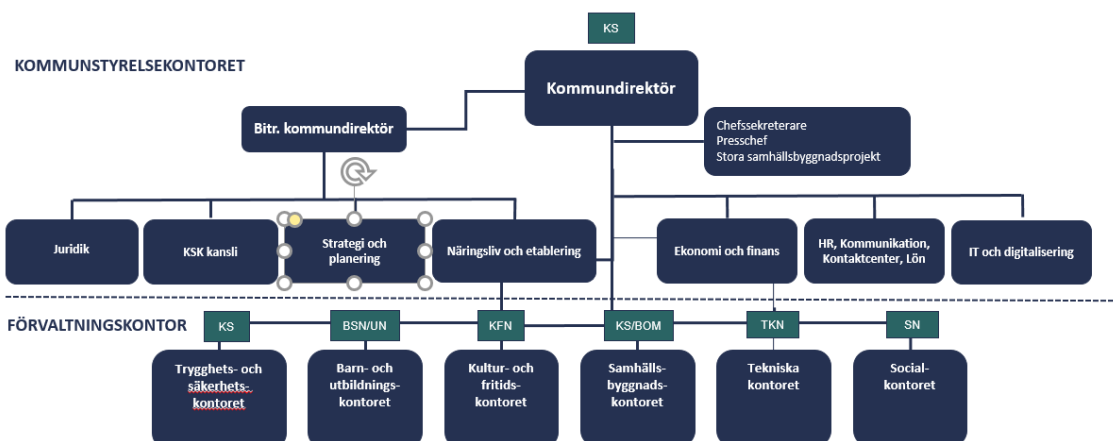 KS
KOMMUNSTYRELSEKONTORET
Kommundirektör
Bitr. kommundirektör
Chefssekreterare
Presschef
Stora samhällsbyggnadsprojekt
Juridik
KSK kansli
Strategi och
planering
Näringsliv och etablering
Ekonomi och finans
HR, Kommunikation,
Kontaktcenter, Lön
IT och digitalisering
FÖRVALTNINGSKONTOR
KS
BSN/UN
KFN
KS/BOM
TKN
SN
Trygghets- och
säkerhets-
kontoret
Barn- och
utbildnings-
kontoret
Kultur- och
fritids-
kontoret
Samhälls-
byggnads-
kontoret
Tekniska
kontoret
Social-
kontoret